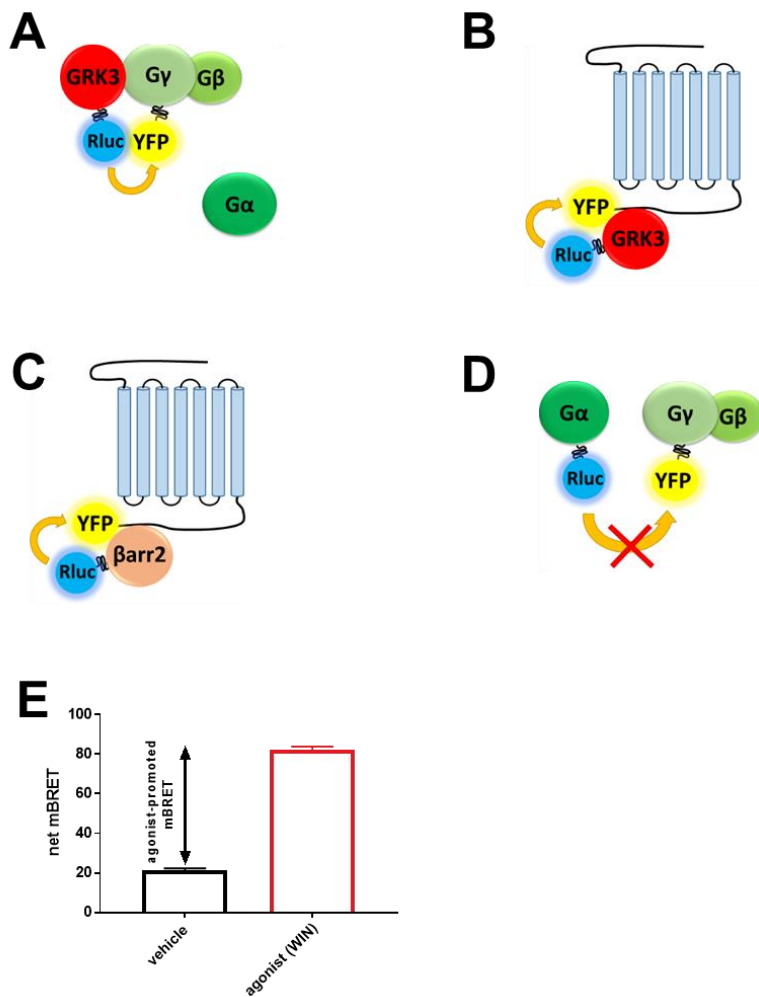 A
GRK3
Gγ
Gβ
Rluc
YFP
Gα
B
YFP
Rluc
GRK3
C
YFP
Rluc
βarr2
D
Gα
Gγ
Gβ
Rluc
YFP
E
net mBRET
100
80
60
40
20
0
agonist-promoted
mBRET
vehicle
agonist (WIN)